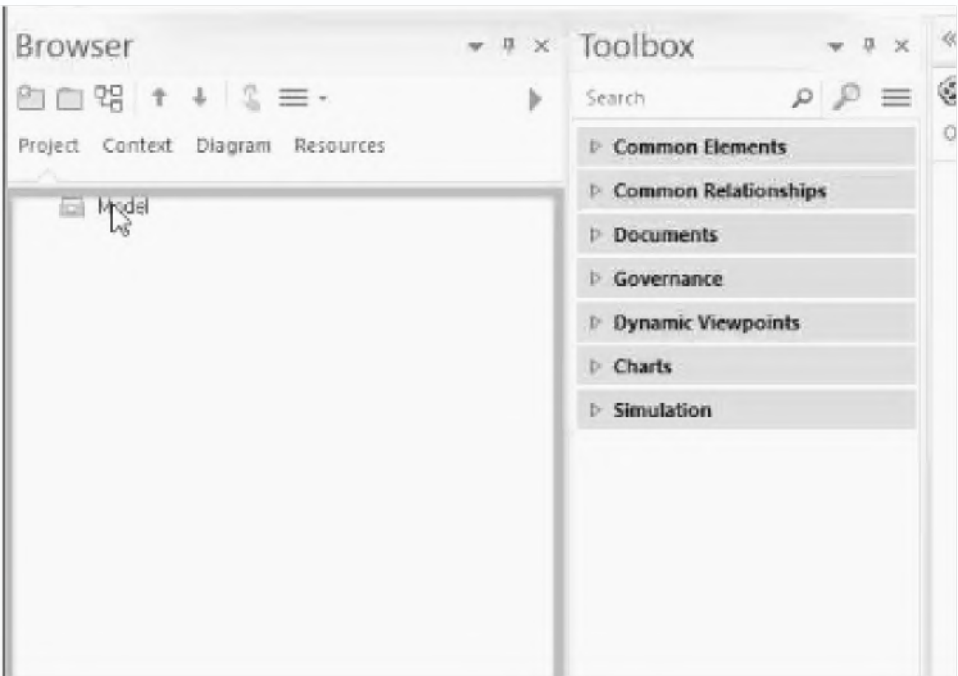 Browser
Project Context Diagram Resources
Model
Toolbox
Search
Common Elements
Common Relationships
Documents
Governance
Dynamic Viewpoints
Charts
Simulation